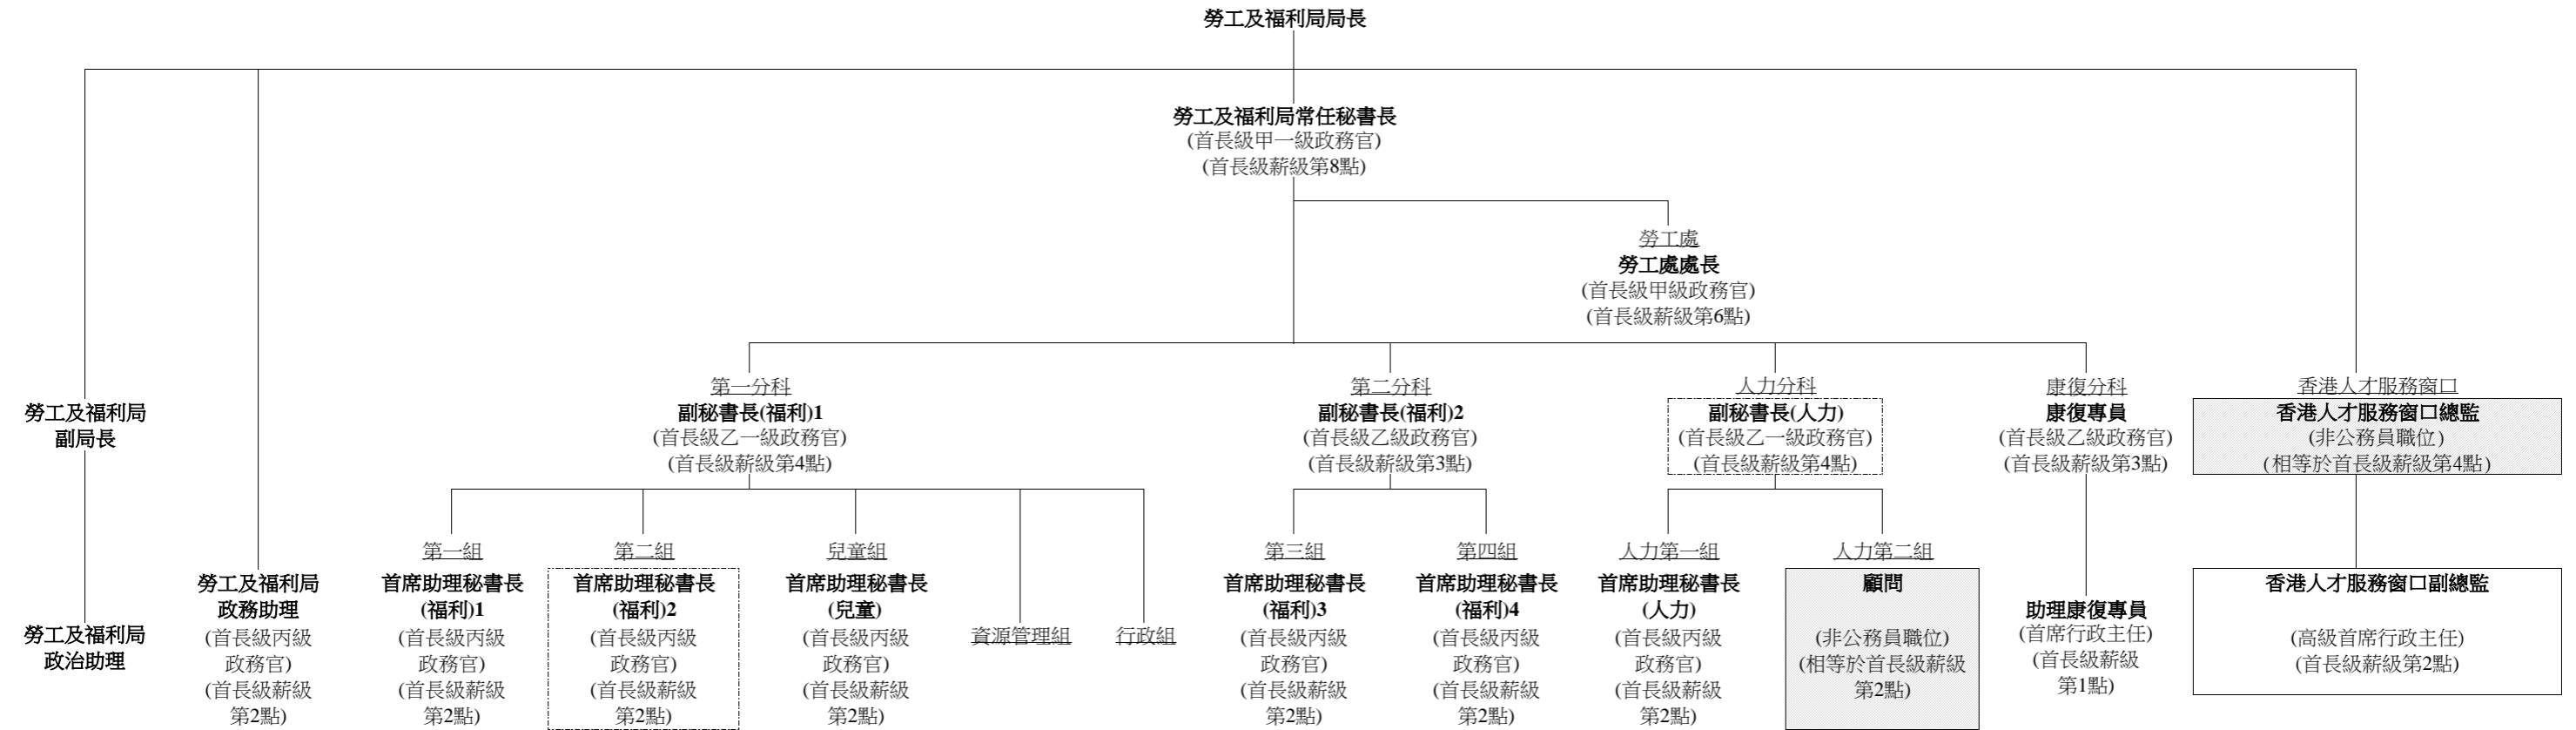 勞工及福利局局長
勞工及福利局常任秘書長
(首長級甲一級政務官)
(首長級薪級第8點)
勞工處
勞工處處長
(首長級甲級政務官)
(首長級薪級第6點)
勞工及福利局
副局長
第一分科
副秘書長(福利)1
(首長級乙一級政務官)
(首長級薪級第4點)
第二分科
副秘書長(福利)2
(首長級乙級政務官)
(首長級薪級第3點)
人力分科
副秘書長(人力)
(首長級乙一級政務官)
(首長級薪級第4點)
康復分科
康復專員
(首長級乙級政務官)
(首長級薪級第3點)
香港人才服務窗口
香港人才服務窗口總監
(非公務員職位)
(相等於首長級薪級第4點)
勞工及福利局
政治助理
勞工及福利局
政務助理
(首長級丙級
政務官)
(首長級薪級
第2點)
第一組
首席助理秘書長
(福利)1
(首長級丙級
政務官)
(首長級薪級
第2點)
第二組
首席助理秘書長
(福利)2
(首長級丙級
政務官)
(首長級薪級
第2點)
兒童組
首席助理秘書長
(兒童)
(首長級丙級
政務官)
(首長級薪級
第2點)
資源管理組
行政組
第三組
首席助理秘書長
(福利)3
(首長級丙級
政務官)
(首長級薪級
第2點)
第四組
首席助理秘書長
(福利)4
(首長級丙級
政務官)
(首長級薪級
第2點)
人力第一組
首席助理秘書長
(人力)
(首長級丙級
政務官)
(首長級薪級
第2點)
人力第二組
顧問
(非公務員職位)
(相等於首長級薪級
第2點)
助理康復專員
(首席行政主任)
(首長級薪級
第1點)
香港人才服務窗口副總監
(高級首席行政主任)
(首長級薪級第2點)